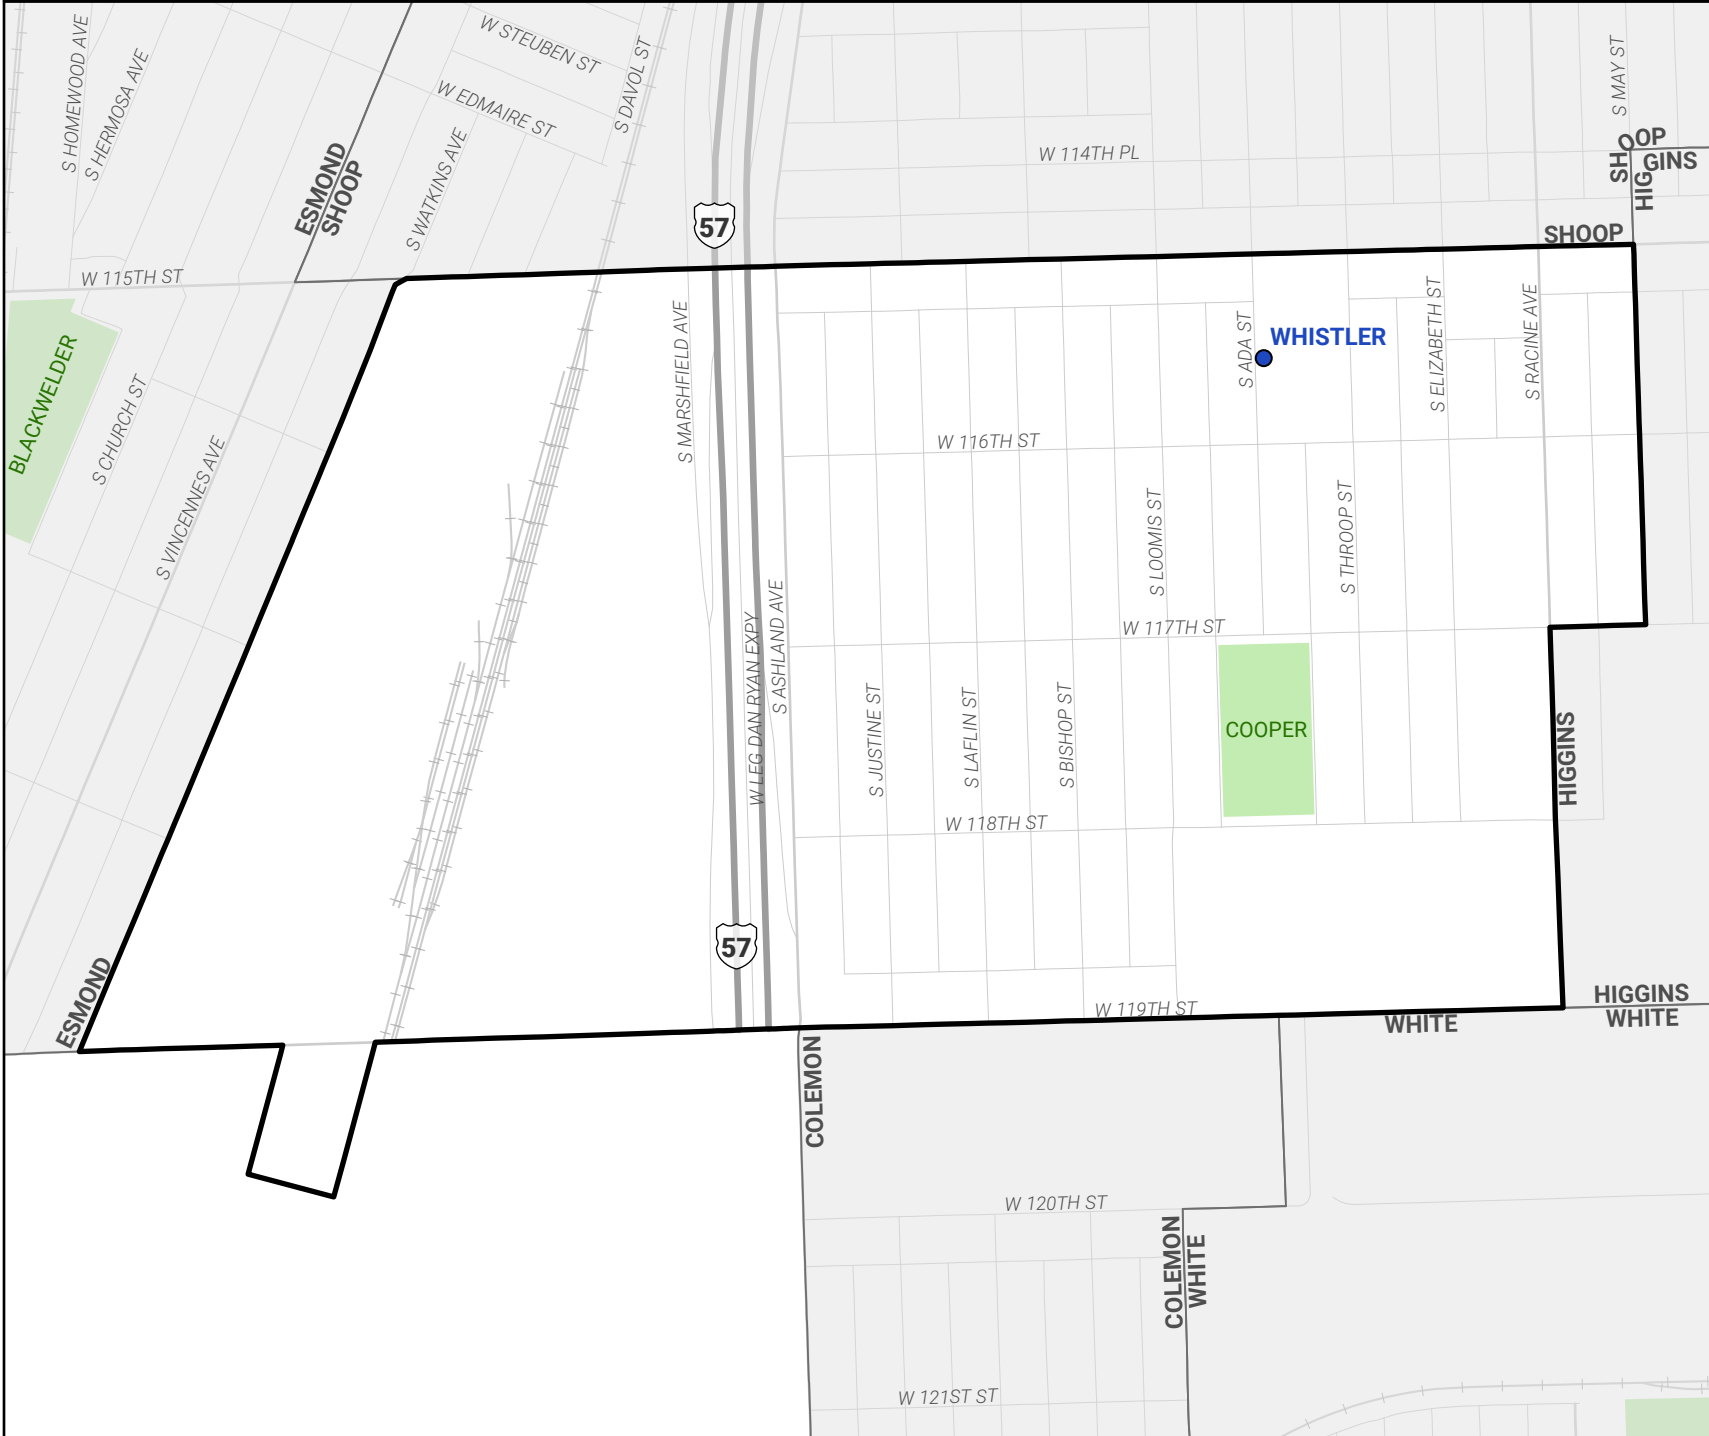 S HOMEWOOD AVE
S HERMOSA AVE
W STEUBEN ST
W EDMAIRE ST
S DAVOL ST
S MAY ST
ESMOND
SHOOP
S WATKINS AVE
W 114TH PL
SHOOP
HIGGINS
57
SHOOP
W 115TH ST
BLACKWELDER
S CHURCH ST
S VINCENNES AVE
S MARSHFIELD AVE
S ADA ST
WHISTLER
S ELIZABETH ST
S RACINE AVE
W 116TH ST
S LOOMIS ST
S THROOP ST
W LEG DAN RYAN EXPY
S ASHLAND AVE
W 117TH ST
S JUSTINE ST
S LAFLIN ST
S BISHOP ST
COOPER
HIGGINS
W 118TH ST
57
ESMOND
W 119TH ST
WHITE
HIGGINS
WHITE
COLEMON
W 120TH ST
COLEMON
WHITE
W 121ST ST